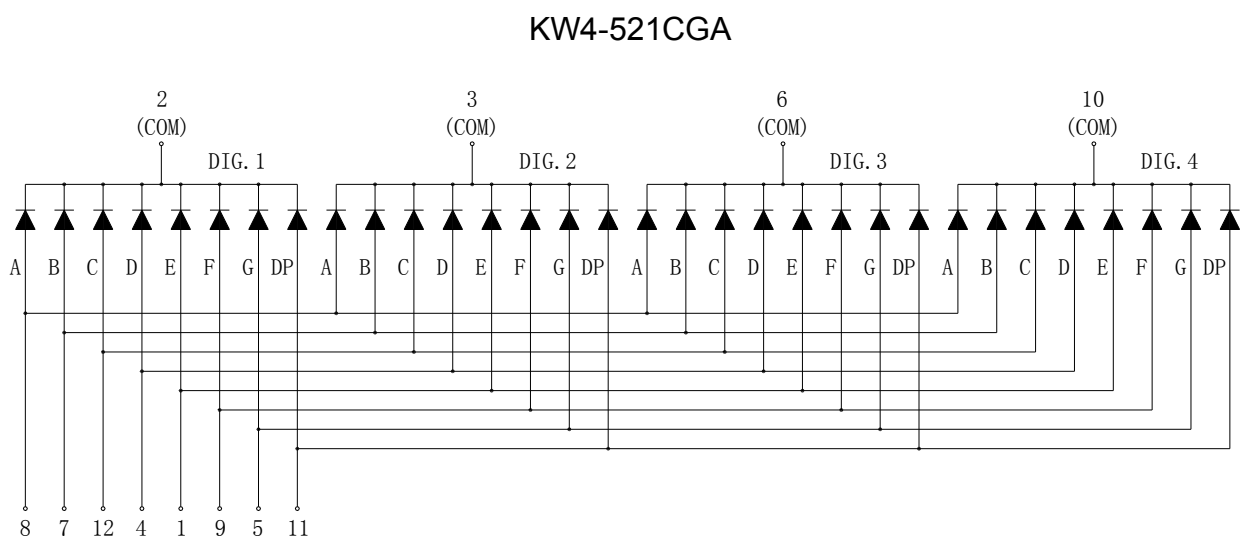 KW4-521CGA
2 3 6 10
(COM) (COM) (COM) (COM)
DIG.1 DIG.2 DIG.3 DIG.4
A B C D E F G DP A B C D E F G DP A B C D E F G DP A B C D E F G DP
8 7 12 4 1 9 5 11